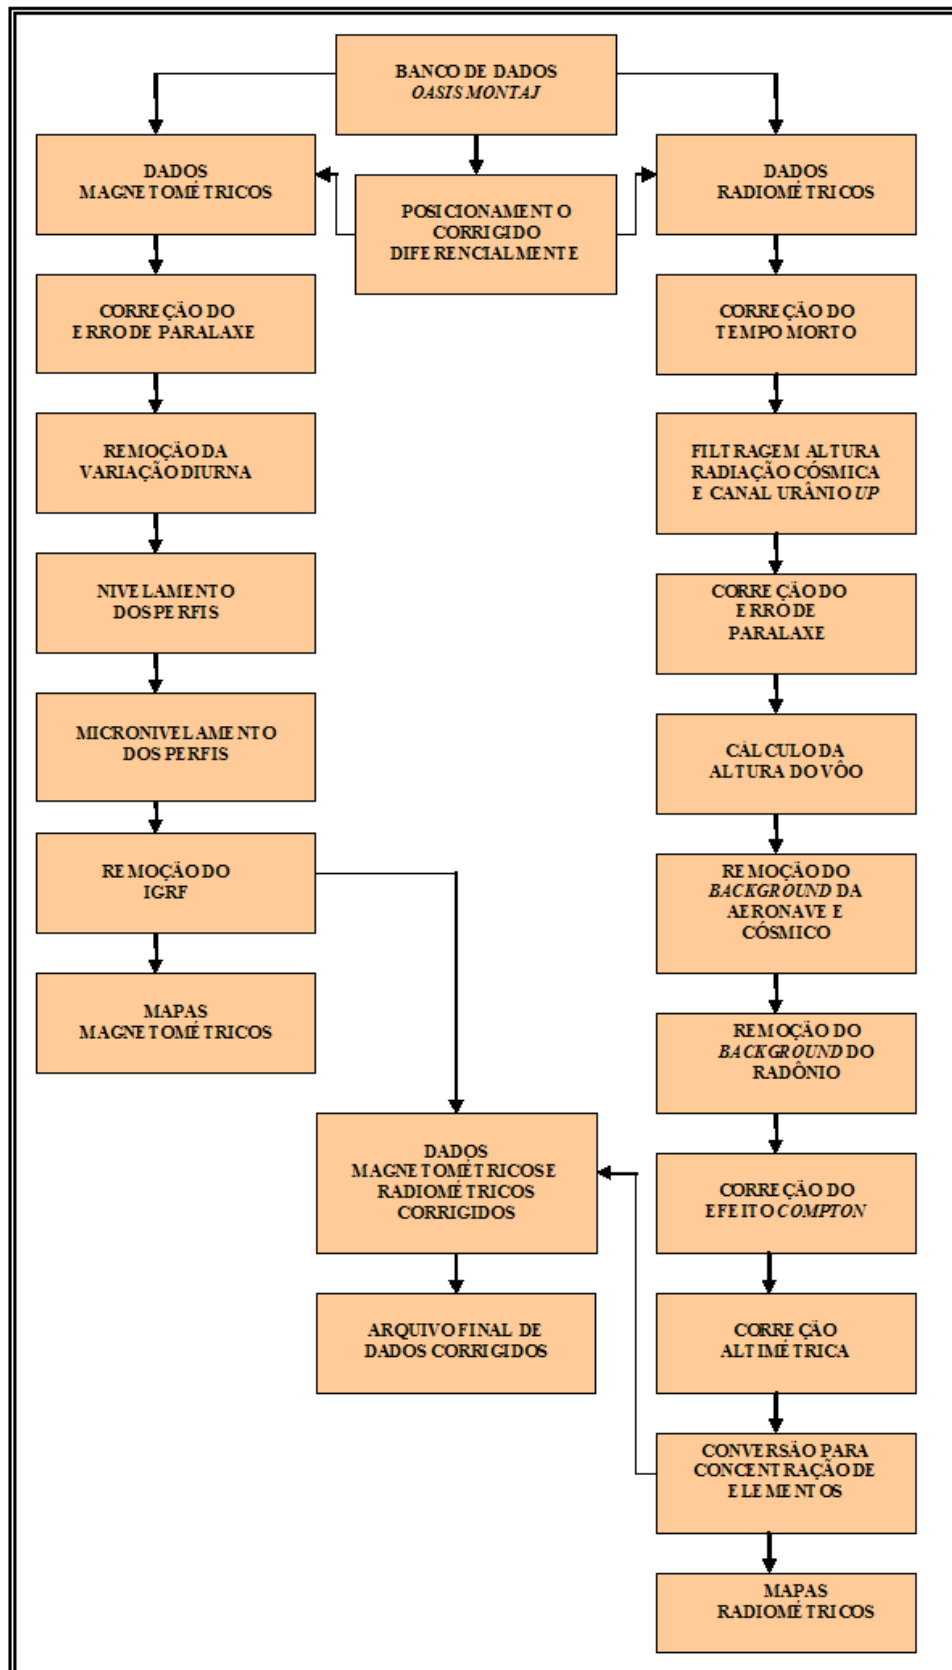 BANCO DE DADOS
OASIS MONTAJ
DADOS
MAGNETOMÉTRICOS
DADOS
RADIOMÉTRICOS
POSICIONAMENTO
CORRIGIDO
DIFERENCIALMENTE
CORREÇÃO DO
ERRO DE PARALAXE
CORREÇÃO DO
TEMPO MORTO
REMOÇÃO DA
VARIAÇÃO DIURNA
FILTRAGEM ALTURA
RADIAÇÃO CÓSMICA
E CANAL URÂNIO UP
NIVELAMENTO
DOS PERFIS
CORREÇÃO DO
ERRO DE
PARALAXE
MICRONIVELAMENTO
DOS PERFIS
CÁLCULO DA
ALTURA DO VÔO
REMOÇÃO DO
IGRF
REMOÇÃO DO
BACKGROUND DA
AERONAVE E
CÓSMICO
MAPAS
MAGNETOMÉTRICOS
REMOÇÃO DO
BACKGROUND DO
RADÔNIO
DADOS
MAGNETOMÉTRICOS E
RADIOMÉTRICOS
CORRIGIDOS
CORREÇÃO DO
EFEITO COMPTON
ARQUIVO FINAL DE
DADOS CORRIGIDOS
CORREÇÃO
ALTIMÉTRICA
CONVERSÃO PARA
CONCENTRAÇÃO DE
ELEMENTOS
MAPAS
RADIOMÉTRICOS